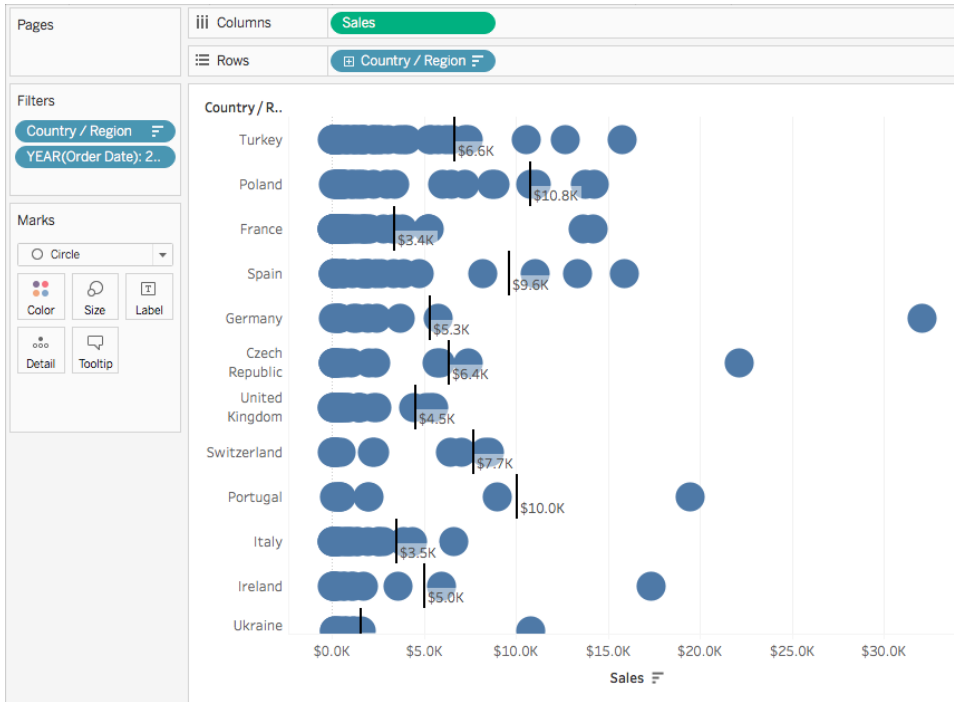 Pages
Columns
Sales
Rows
Country / Region
Filters
Country / Region
YEAR(Order Date): 2..
Marks
Circle
Color
Size
Label
Detail
Tooltip
Country / R..
Turkey
$6.6K
Poland
$10.8K
France
$3.4K
Spain
$9.6K
Germany
$5.3K
Czech
Republic
$6.4K
United
Kingdom
$4.5K
Switzerland
$7.7K
Portugal
$10.0K
Italy
$3.5K
Ireland
$5.0K
Ukraine
$0.0K $5.0K $10.0K $15.0K $20.0K $25.0K $30.0K
Sales